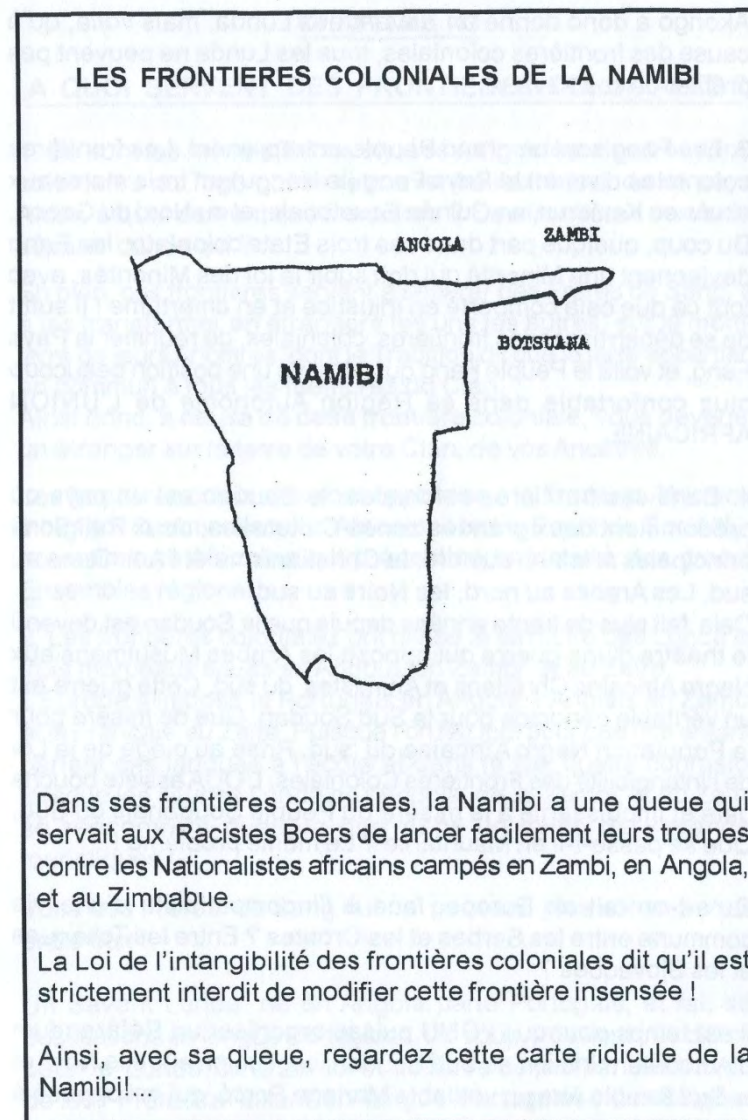 LES FRONTIERES COLONIALES DE LA NAMIBI
ANGOLA
ZAMBI
BOTSUANA
NAMIBI
Dans ses frontières coloniales, la Namibi a une queue qui
servait aux Racistes Boers de lancer facilement leurs troupes
contre les Nationalistes africains campés en Zambi, en Angola,
et au Zimbabue.
La Loi de l'intangibilité des frontières coloniales dit qu'il est
strictement interdit de modifier cette frontière insensée !
Ainsi, avec sa queue, regardez cette carte ridicule de la
Namibi!...